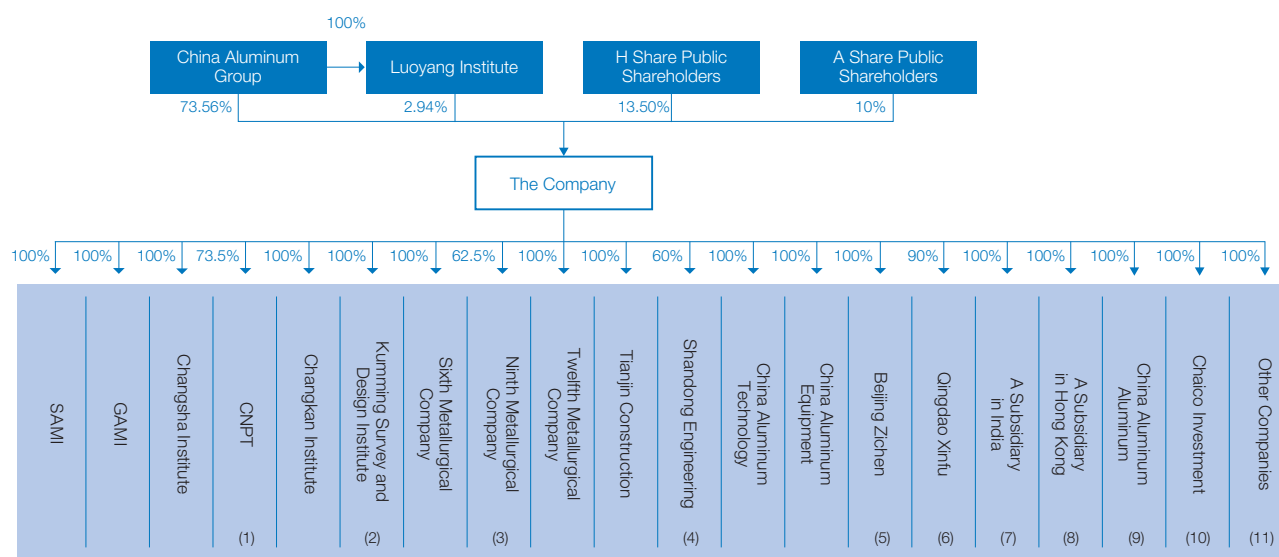 100%
China Aluminum
Group
Luoyang Institute
H Share Public
Shareholders
A Share Public
Shareholders
73.56%
2.94%
13.50%
10%
The Company
100%
100%
100%
73.5%
100%
100%
100%
62.5%
100%
100%
60%
100%
100%
100%
90%
100%
100%
100%
100%
100%
SAMI
GAMI
Changsha Institute
CNPT
(1)
Changkan Institute
Kumming Survey and
Design Institute
(2)
Sixth Metallurgical
Company
Ninth Metallurgical
Company
(3)
Twelfth Metallurgical
Company
Tianjin Construction
Shandong Engineering
(4)
China Aluminum
Technology
China Aluminum
Equipment
Beijing Zichen
(5)
Qingdao Xinfu
(6)
A Subsidiary
in India
(7)
A Subsidiary
in Hong Kong
(8)
China Aluminum
Aluminum
(9)
Chaico Investment
(10)
Other Companies
(11)